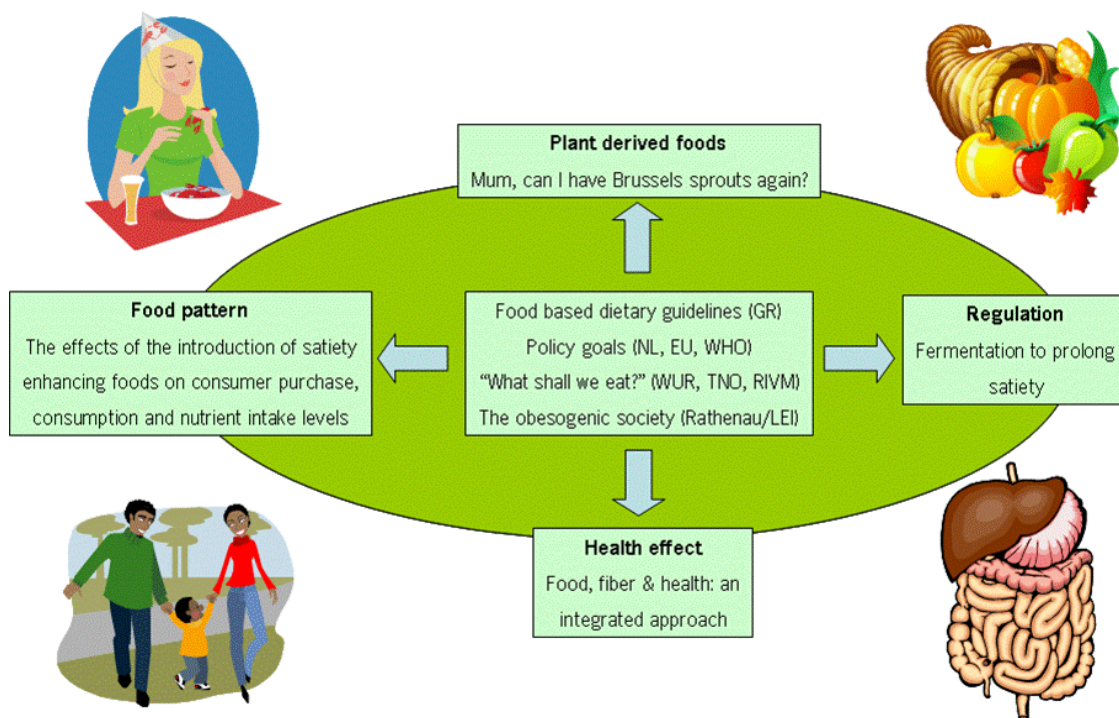 Plant derived foods
Mum, can I have Brussels sprouts again?
Food pattern
The effects of the introduction of satiety
enhancing foods on consumer purchase,
consumption and nutrient intake levels
Food based dietary guidelines (GR)
Policy goals (NL, EU, WHO)
“What shall we eat?” (WUR, TNO, RIVM)
The obesogenic society (Rathenau/LEI)
Regulation
Fermentation to prolong
satiety
Health effect
Food, fiber & health: an
integrated approach